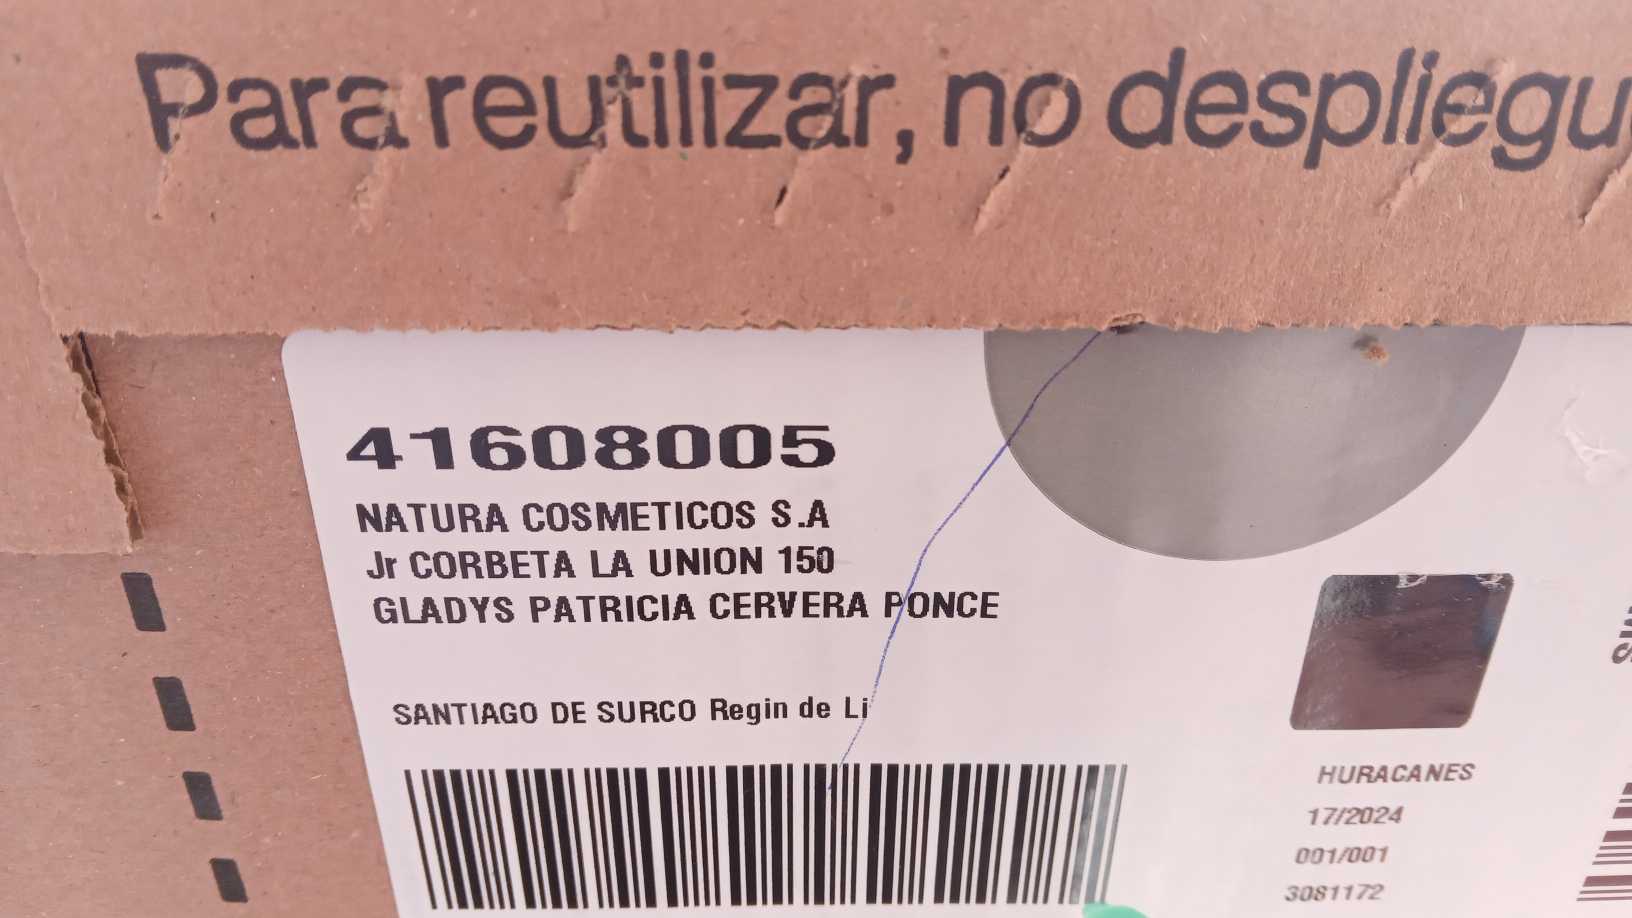 Para reutilizar, no despliegu
41608005
NATURA COSMETICOS S.A
Jr CORBETA LA UNION 150
GLADYS PATRICIA CERVERA PONCE
SANTIAGO DE SURCO Regin de Li
HURACANES
17/2024
001/001
3081172